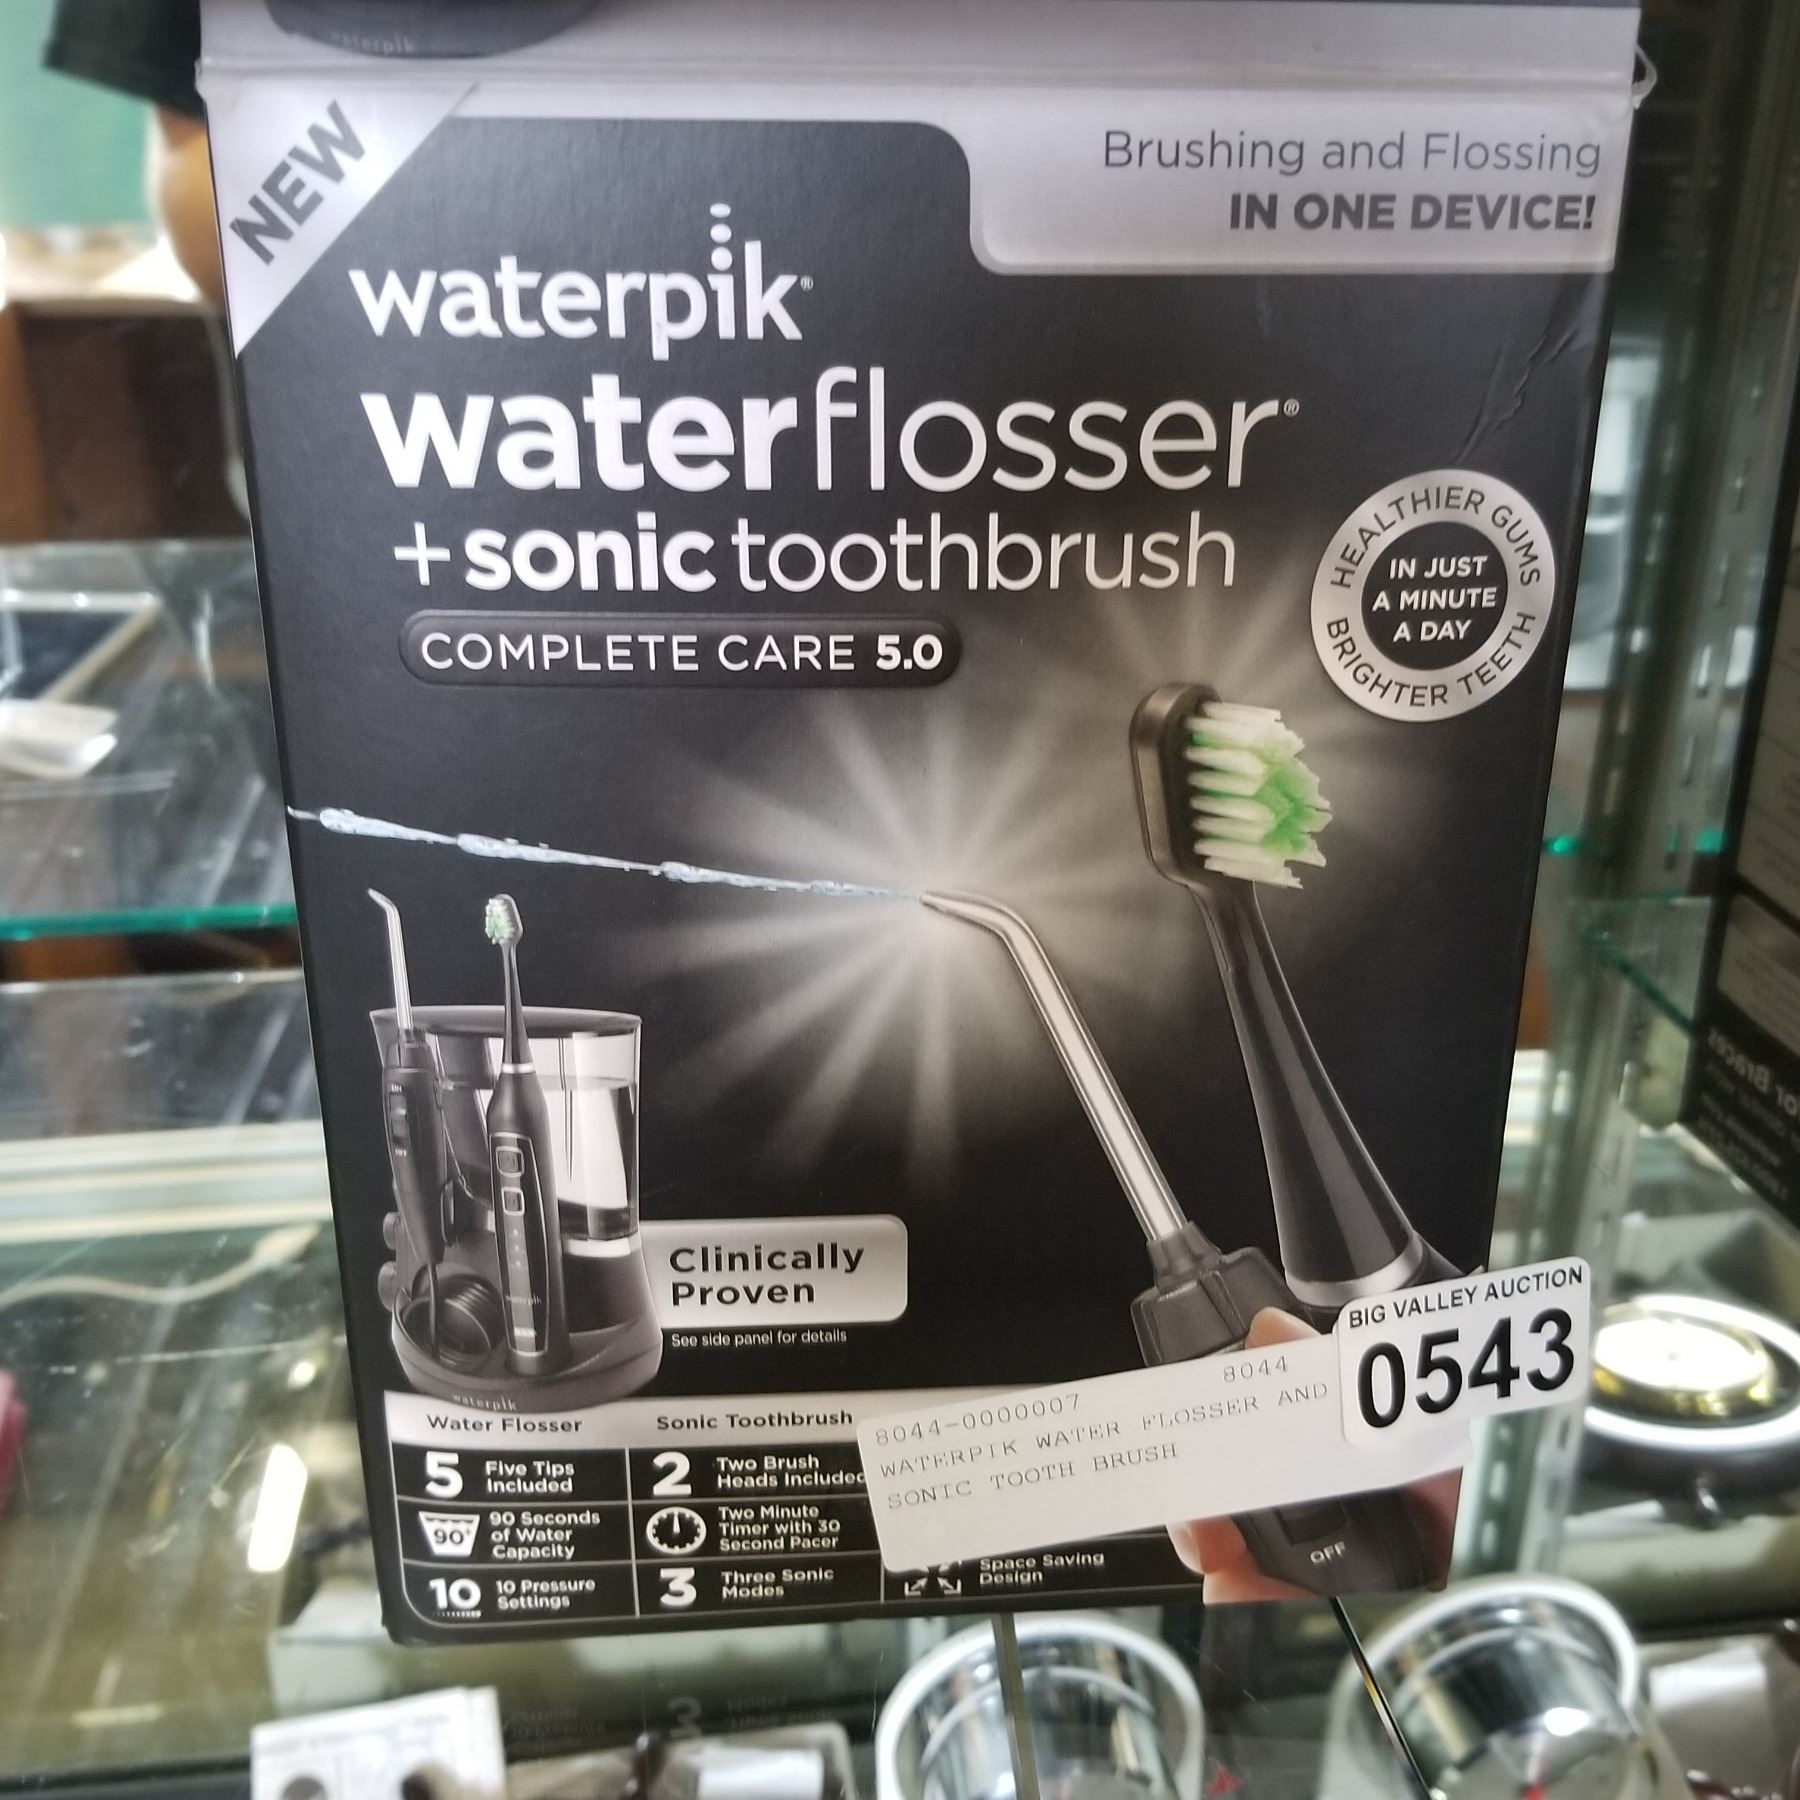 NEW
Brushing and Flossing
IN ONE DEVICE!
waterpik®
waterflosser®
+sonic toothbrush
COMPLETE CARE 5.0
HEALTHIER GUMS
IN JUST
A MINUTE
A DAY
BRIGHTER TEETH
Clinically
Proven
See side panel for details
waterpik
Water Flosser
Sonic Toothbrush
5 Five Tips
Included
90" 90 Seconds
of Water
Capacity
10 10 Pressure
Settings
2 Two Brush
Heads Included
Two Minute
Timer with 30
Second Pacer
3 Three Sonic
Modes
Space Saving
Design
OFF
BIG VALLEY AUCTION
0543
8044-0000007 8044
WATERPIK WATER FLOSSER AND
SONIC TOOTH BRUSH